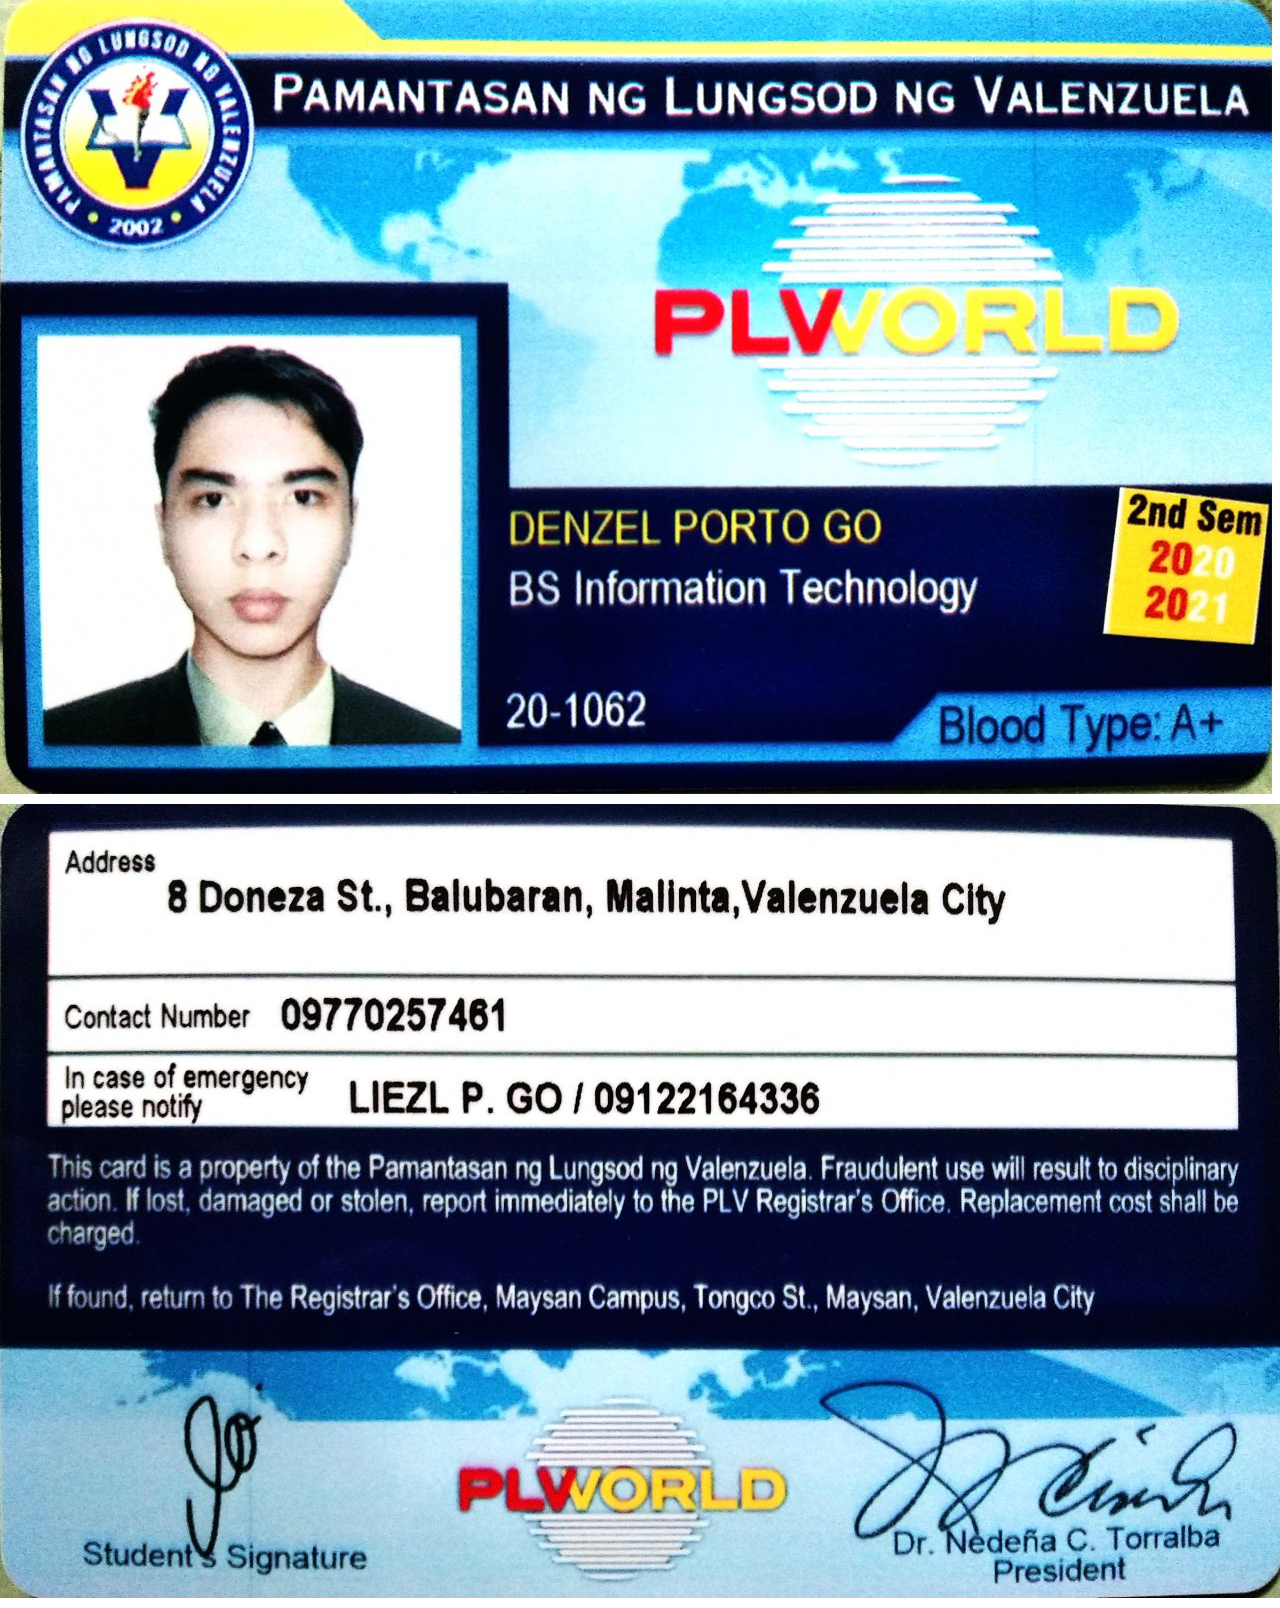 PAMANTASAN NG LUNGSOD NG VALENZUELA
PAMANTASAN NG LUNGSOD NG VALENZUELA
2002
PLVWORLD
DENZEL PORTO GO
BS Information Technology
2nd Sem
2020
2021
20-1062
Blood Type: A+
Address
8 Doneza St., Balubaran, Malinta,Valenzuela City
Contact Number 09770257461
In case of emergency
please notify
LIEZL P. GO / 09122164336
This card is a property of the Pamantasan ng Lungsod ng Valenzuela. Fraudulent use will result to disciplinary
action. If lost, damaged or stolen, report immediately to the PLV Registrar's Office. Replacement cost shall be
charged.
If found, return to The Registrar's Office, Maysan Campus, Tongco St., Maysan, Valenzuela City
PLVWORLD
Student's Signature
Dr. Nedeña C. Torralba
President